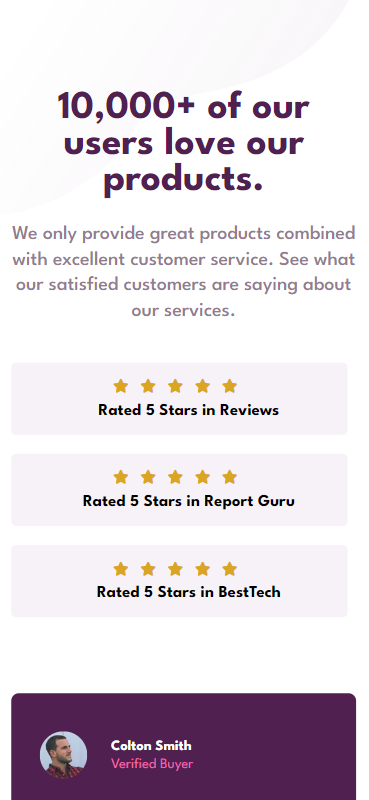 10,000+ of our
users love our
products.
We only provide great products combined
with excellent customer service. See what
our satisfied customers are saying about
our services.
Rated 5 Stars in Reviews
Rated 5 Stars in Report Guru
Rated 5 Stars in BestTech
Colton Smith
Verified Buyer